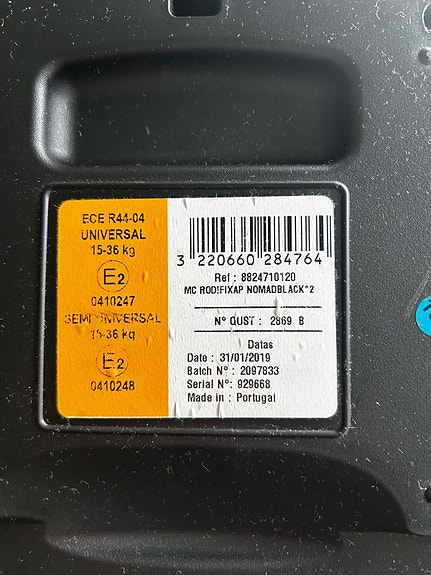 ECE R44-04
UNIVERSAL
15-36 kg
E2
0410247
SEMI UNIVERSAL
15-36 kg
E2
0410248
3 220660 284764
Ref : 8824710120
MC RODIFIXAP NOMADBLACK*2
N° OUST : 2869 B
Datas
Date : 31/01/2019
Batch N° : 2097833
Serial N° : 929668
Made in : Portugal